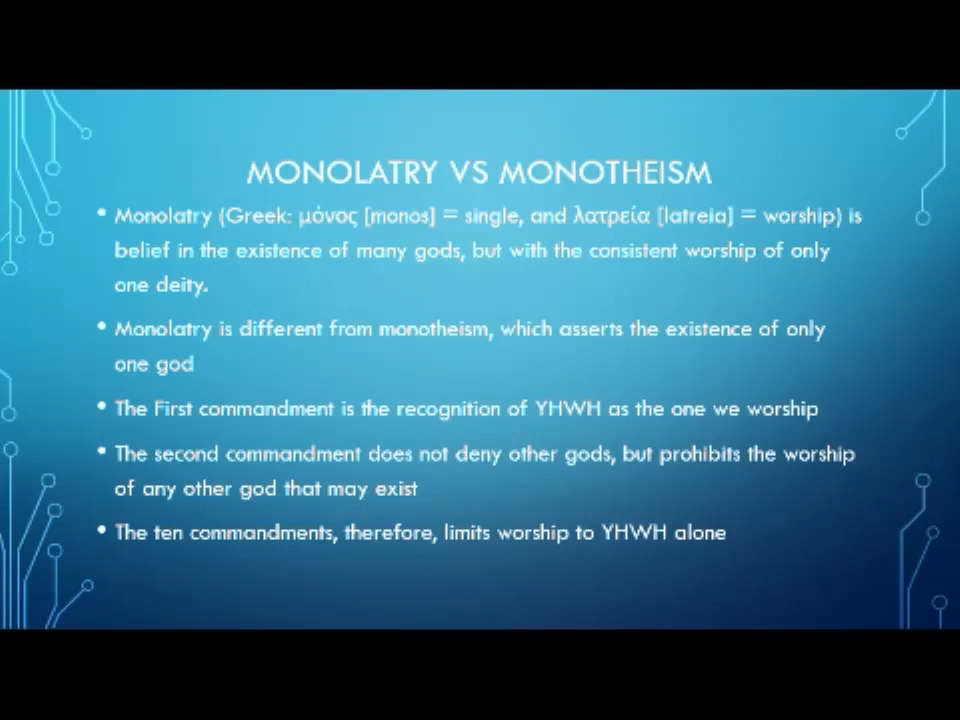 MONOLATRY VS MONOTHEISM
• Monolatry (Greek: μόνος [monos] = single, and λατρεία [latreia] = worship) is
belief in the existence of many gods, but with the consistent worship of only
one deity.
• Monolatry is different from monotheism, which asserts the existence of only
one god
• The First commandment is the recognition of YHWH as the one we worship
• The second commandment does not deny other gods, but prohibits the worship
of any other god that may exist
• The ten commandments, therefore, limits worship to YHWH alone